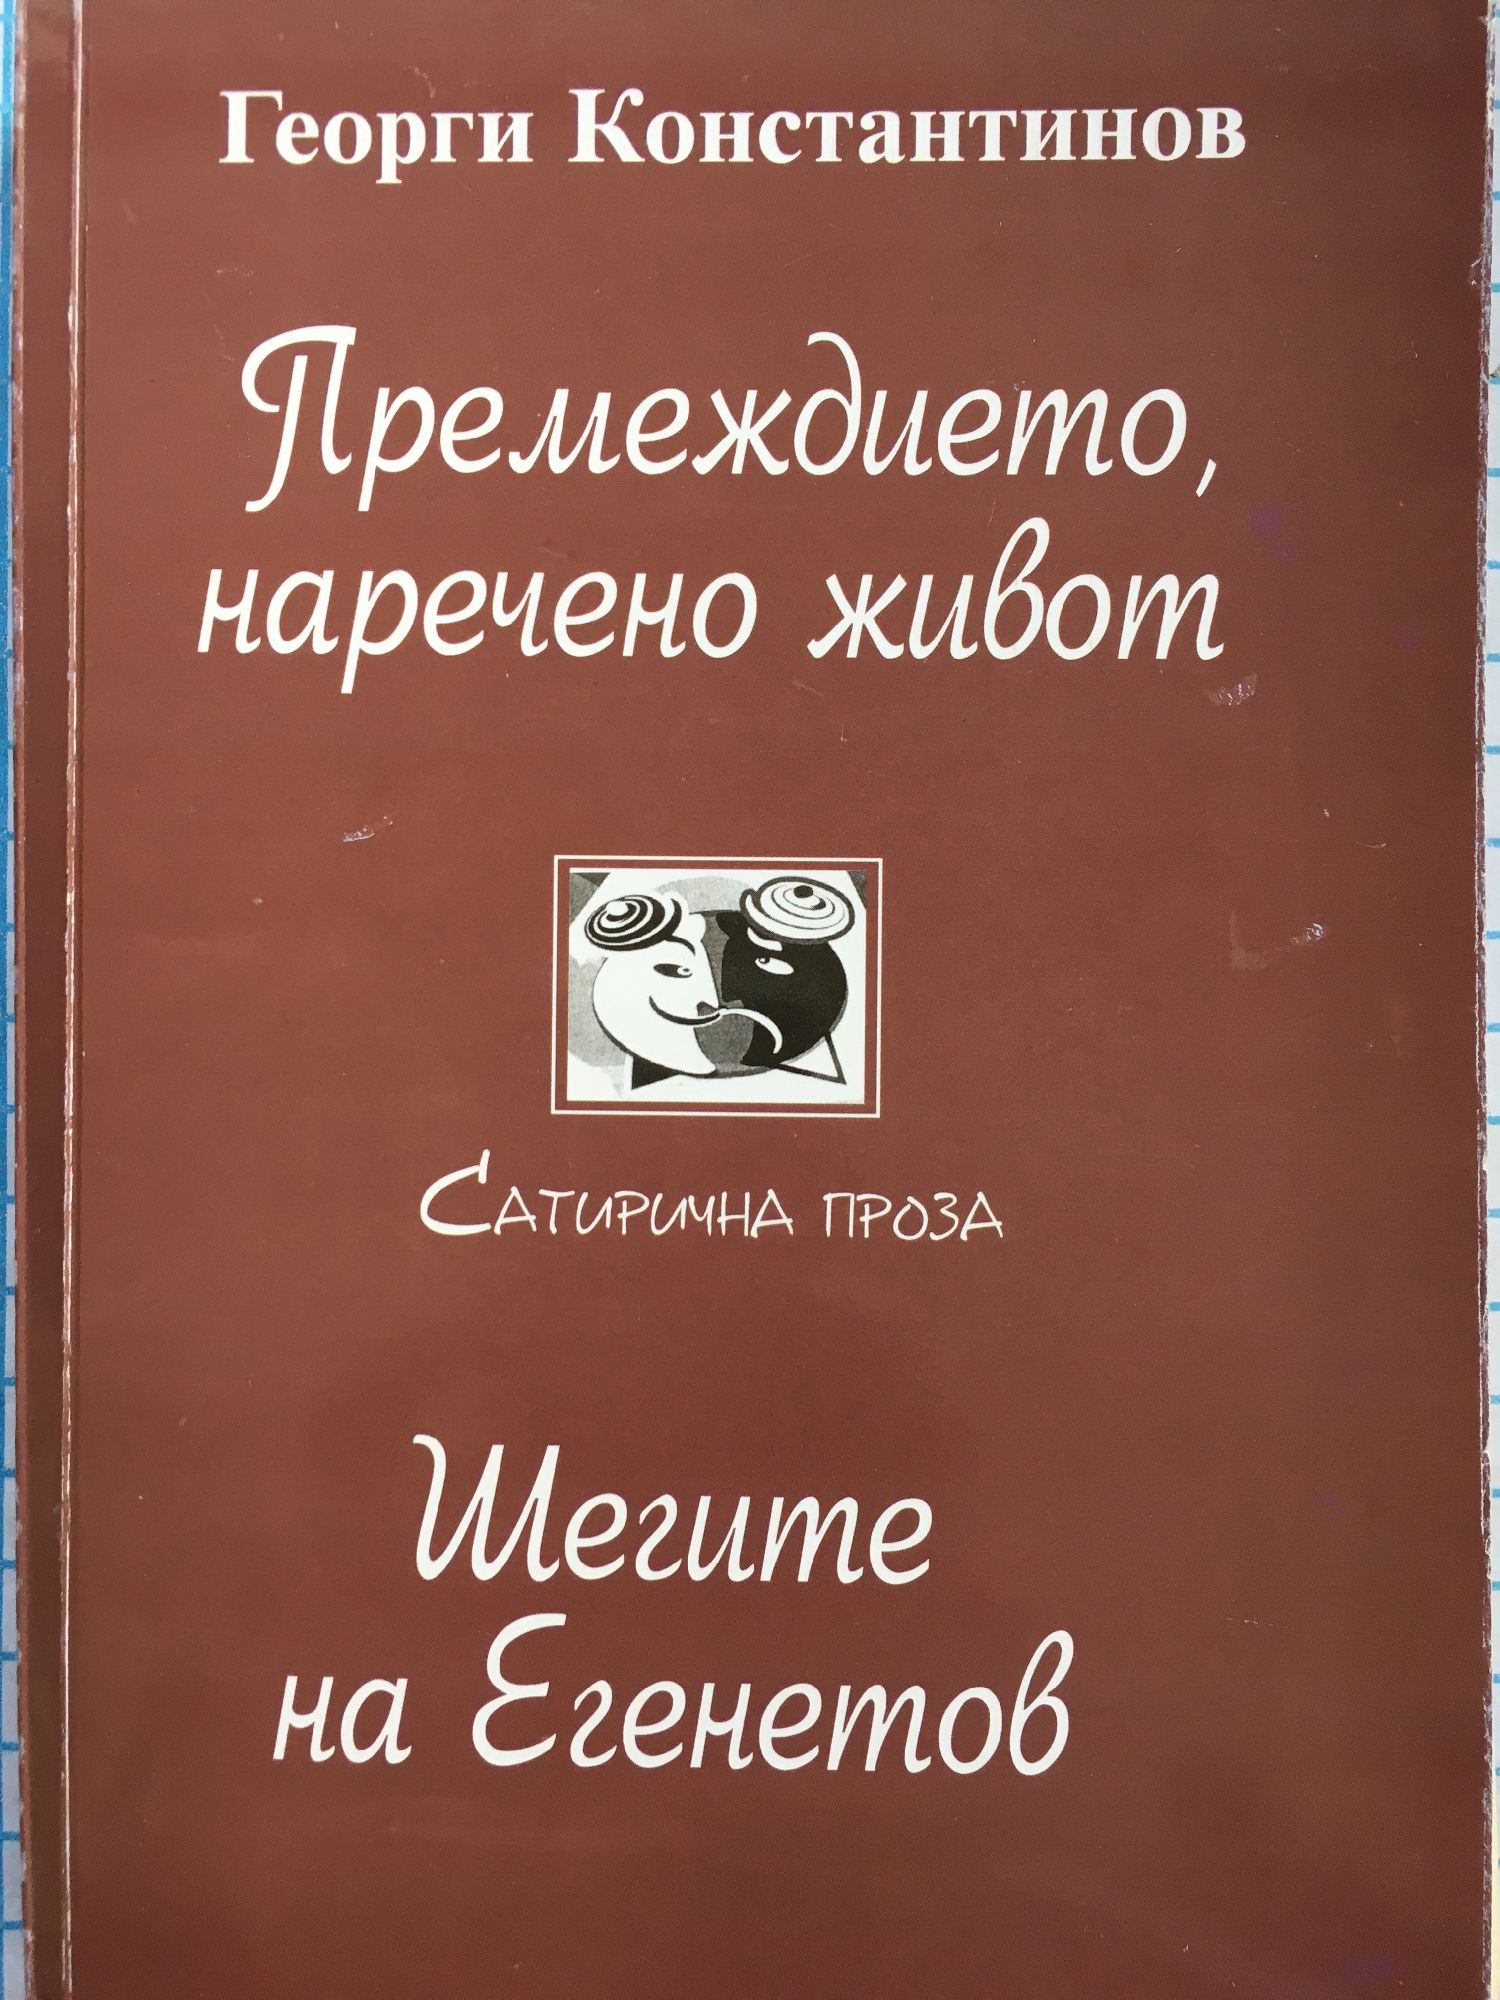 Георги Константинов
Премеждието,
наречено живот
Сатирична проза
Шегите
на Егенетов